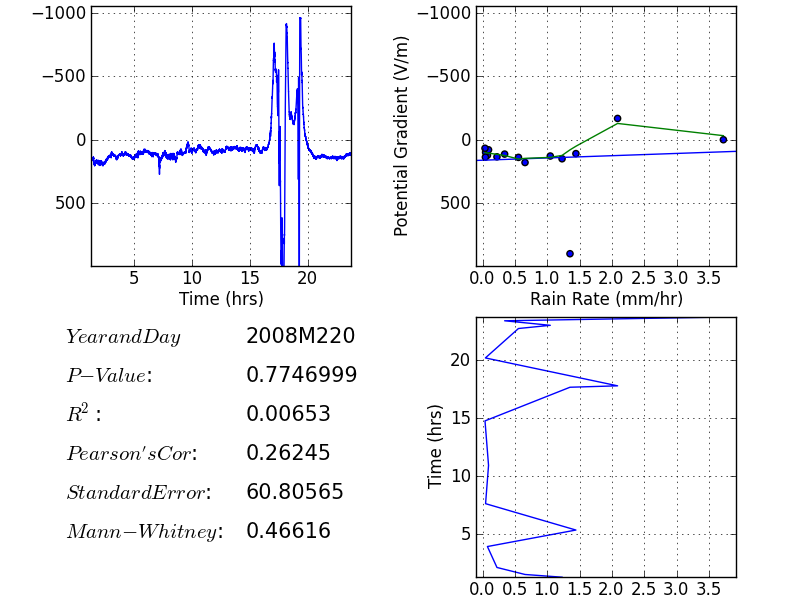 −1000
−500
0
500
5 10 15 20
Time (hrs)
Potential Gradient (V/m)
−1000
−500
0
500
0.0 0.5 1.0 1.5 2.0 2.5 3.0 3.5
Rain Rate (mm/hr)
YearandDay 2008M220
P−Value: 0.7746999
R²: 0.00653
Pearson'sCor: 0.26245
StandardError: 60.80565
Mann−Whitney: 0.46616
Time (hrs)
20
15
10
5
0.0 0.5 1.0 1.5 2.0 2.5 3.0 3.5